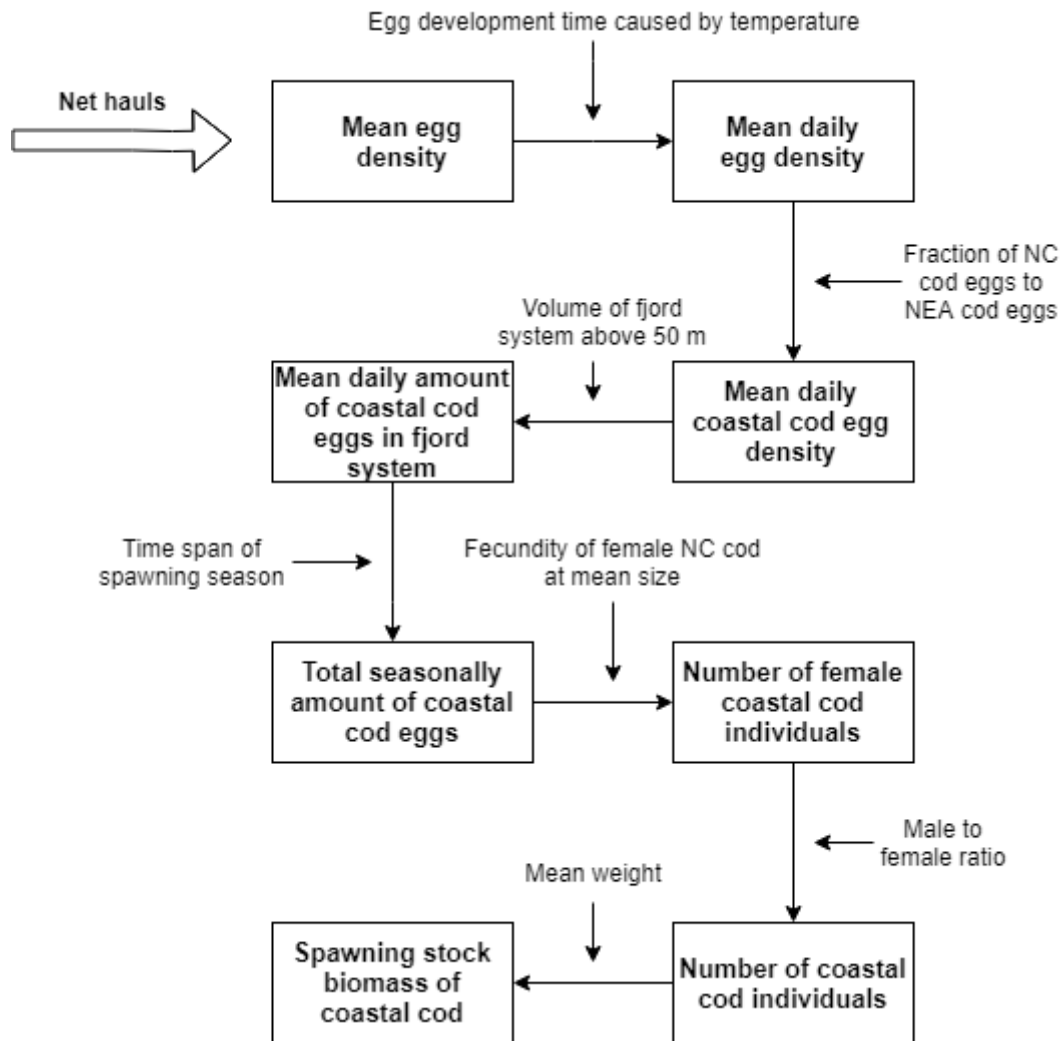 Egg development time caused by temperature
Net hauls
Mean egg
density
Mean daily
egg density
Fraction of NC
cod eggs to
NEA cod eggs
Volume of fjord
system above 50 m
Mean daily amount
of coastal cod
eggs in fjord
system
Mean daily
coastal cod egg
density
Time span of
spawning season
Fecundity of female NC cod
at mean size
Total seasonally
amount of coastal
cod eggs
Number of female
coastal cod
individuals
Male to
female ratio
Mean weight
Spawning stock
biomass of
coastal cod
Number of coastal
cod individuals